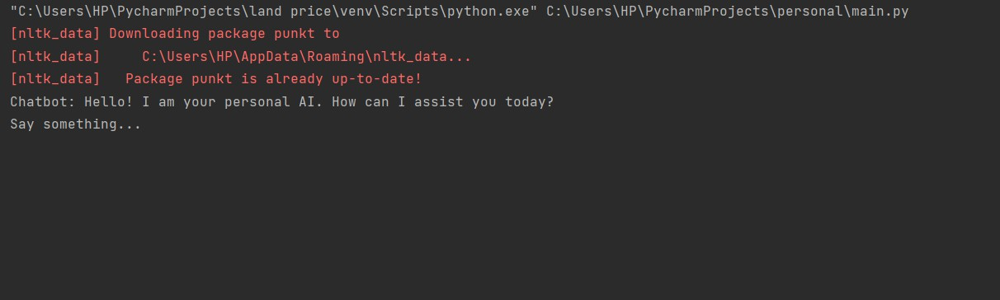 "C:\Users\HP\PycharmProjects\land price\venv\Scripts\python.exe" C:\Users\HP\PycharmProjects\personal\main.py
[nltk_data] Downloading package punkt to
[nltk_data]     C:\Users\HP\AppData\Roaming\nltk_data...
[nltk_data]   Package punkt is already up-to-date!
Chatbot: Hello! I am your personal AI. How can I assist you today?
Say something...